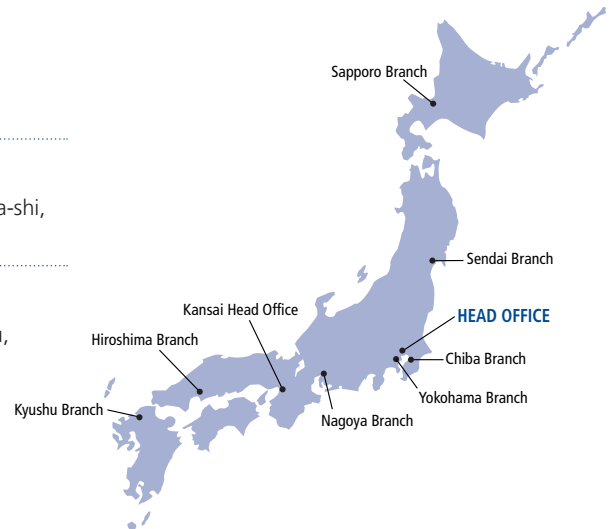 a-shi,
Sapporo Branch
Sendai Branch
Kansai Head Office
HEAD OFFICE
Hiroshima Branch
Chiba Branch
Yokohama Branch
Kyushu Branch
Nagoya Branch